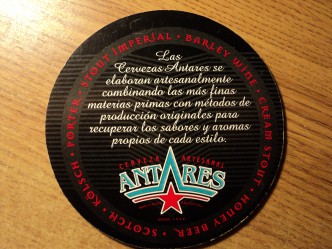 STOUT IMPERIAL • BARLEY WINE • CREAM STOUT • HONEY BEER • SCOTCH • KÖLSCH • PORTER •
Las
Cervezas Antares se
elaboran artesanalmente
combinando las más finas
materias primas con métodos de
producción originales para
recuperar los sabores y aromas
propios de cada estilo.
CERVEZA ARTESANAL
ANTARES